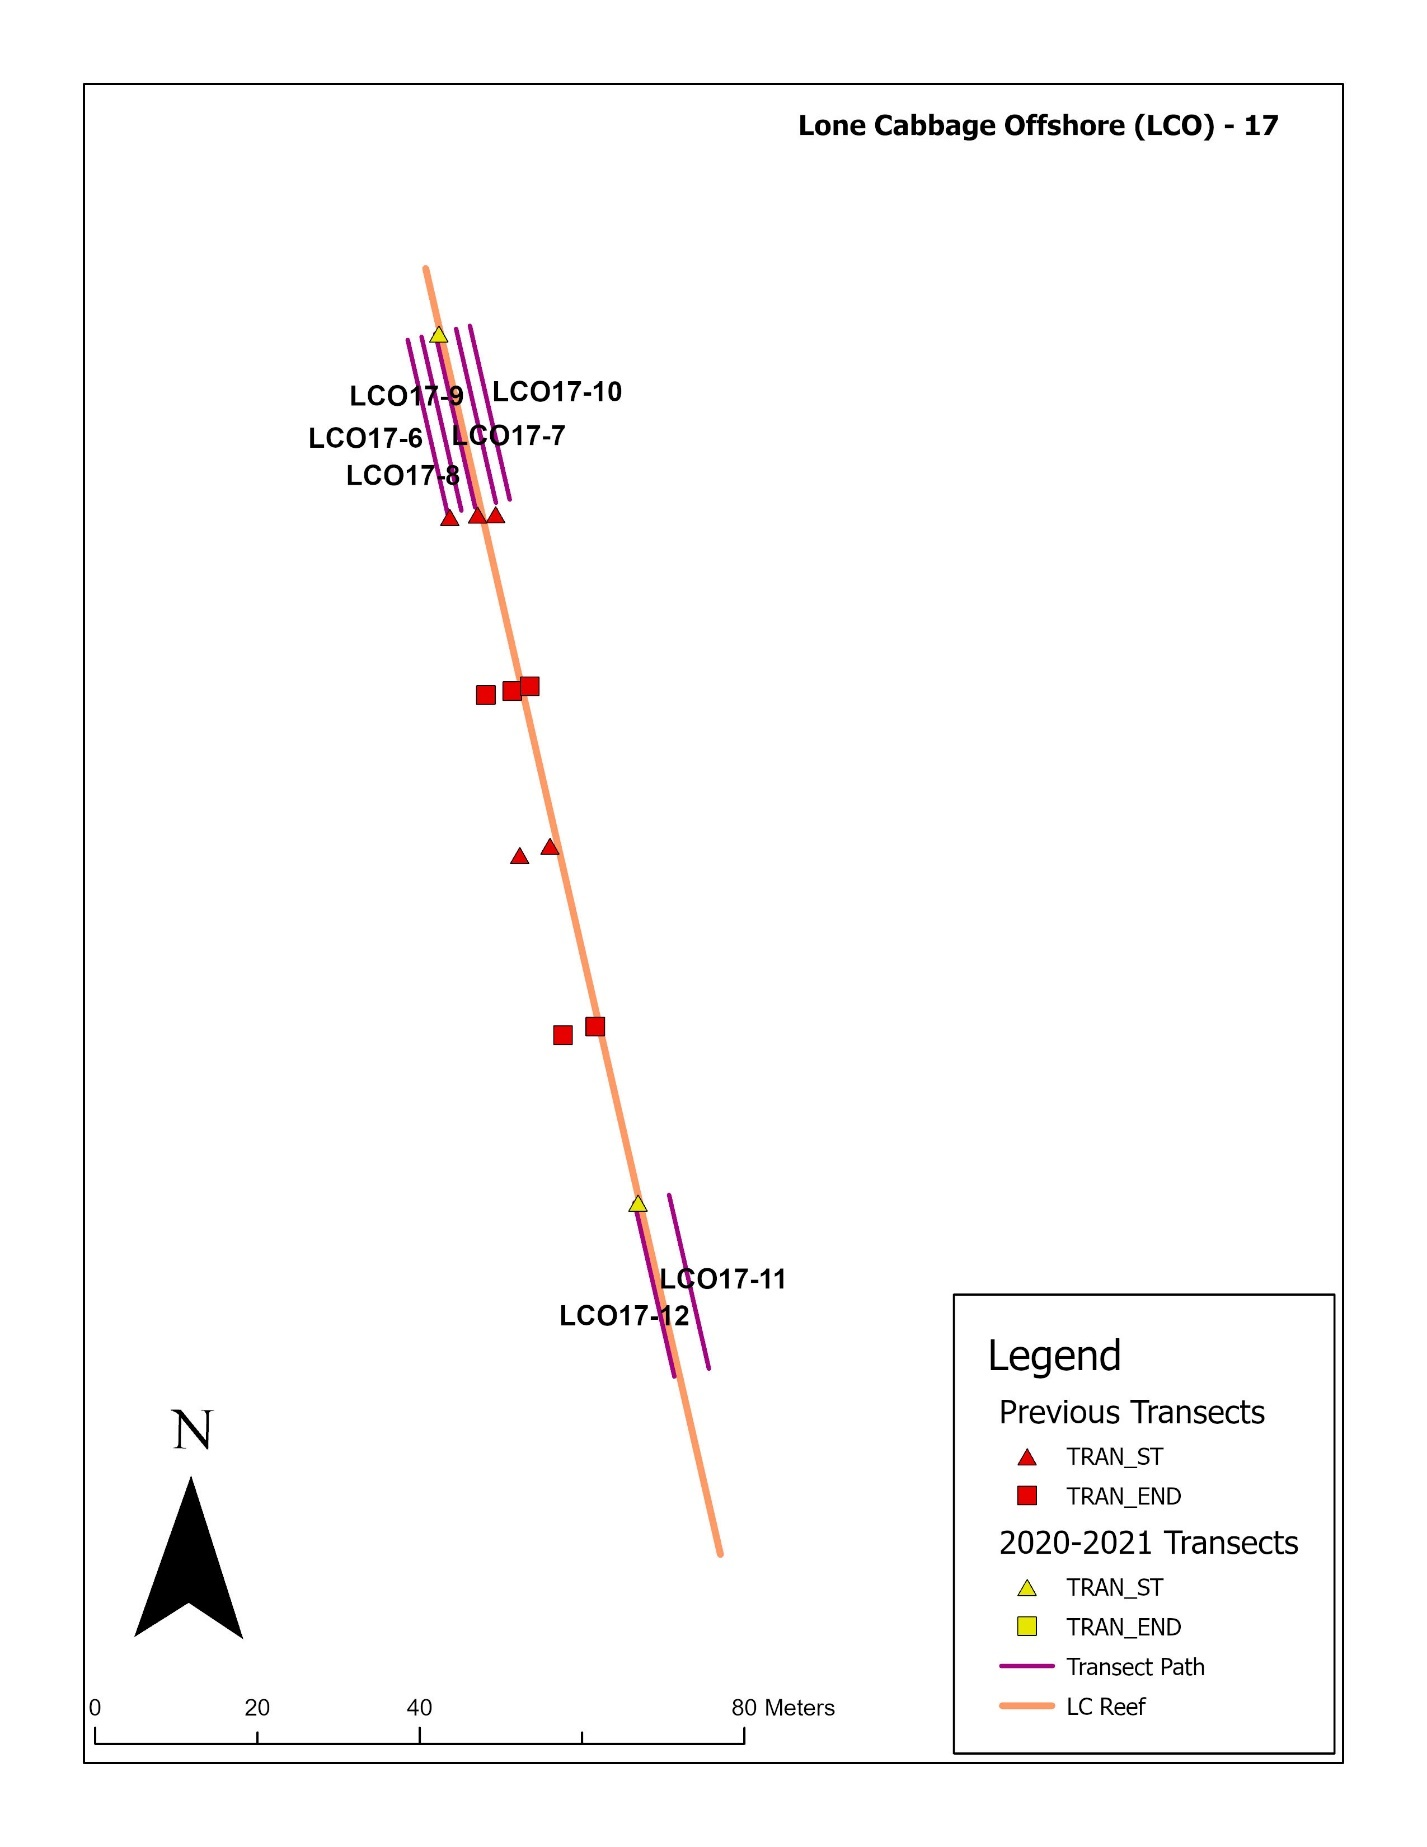 Lone Cabbage Offshore (LCO) - 17
LCO17-9
LCO17-10
LCO17-6
LCO17-7
LCO17-8
LCO17-11
LCO17-12
Legend
Previous Transects
TRAN_ST
TRAN_END
2020-2021 Transects
TRAN_ST
TRAN_END
Transect Path
LC Reef
N
0 20 40 80 Meters